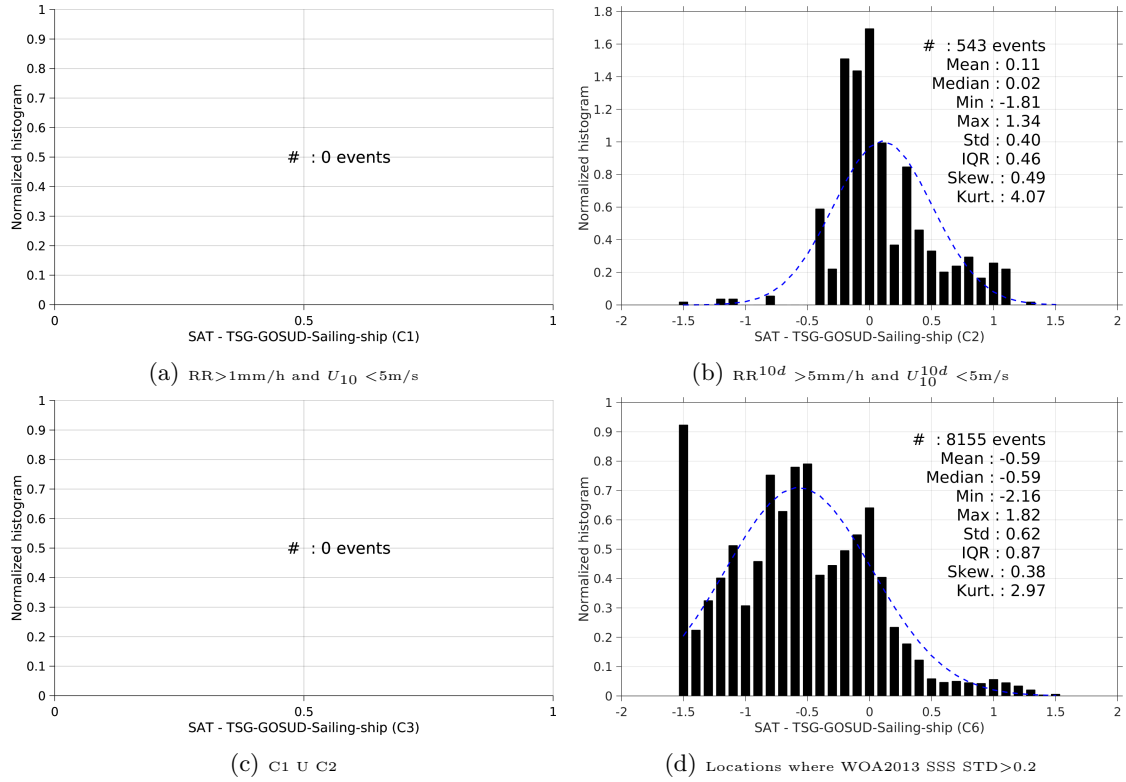 1
0.9
0.8
0.7
0.6
0.5
0.4
0.3
0.2
0.1
0
Normalized histogram
# : 0 events
0 0.5 1
SAT - TSG-GOSUD-Sailing-ship (C1)
(a) RR>1mm/h and U10 <5m/s
1.8
1.6
1.4
1.2
1
0.8
0.6
0.4
0.2
0
Normalized histogram
# : 543 events
Mean : 0.11
Median : 0.02
Min : -1.81
Max : 1.34
Std : 0.40
IQR : 0.46
Skew. : 0.49
Kurt. : 4.07
-2 -1.5 -1 -0.5 0 0.5 1 1.5 2
SAT - TSG-GOSUD-Sailing-ship (C2)
(b) RR10d >5mm/h and U10d10 <5m/s
1
0.9
0.8
0.7
0.6
0.5
0.4
0.3
0.2
0.1
0
Normalized histogram
# : 0 events
0 0.5 1
SAT - TSG-GOSUD-Sailing-ship (C3)
(c) C1 U C2
1
0.9
0.8
0.7
0.6
0.5
0.4
0.3
0.2
0.1
0
Normalized histogram
# : 8155 events
Mean : -0.59
Median : -0.59
Min : -2.16
Max : 1.82
Std : 0.62
IQR : 0.87
Skew. : 0.38
Kurt. : 2.97
-2 -1.5 -1 -0.5 0 0.5 1 1.5 2
SAT - TSG-GOSUD-Sailing-ship (C6)
(d) Locations where WOA2013 SSS STD>0.2